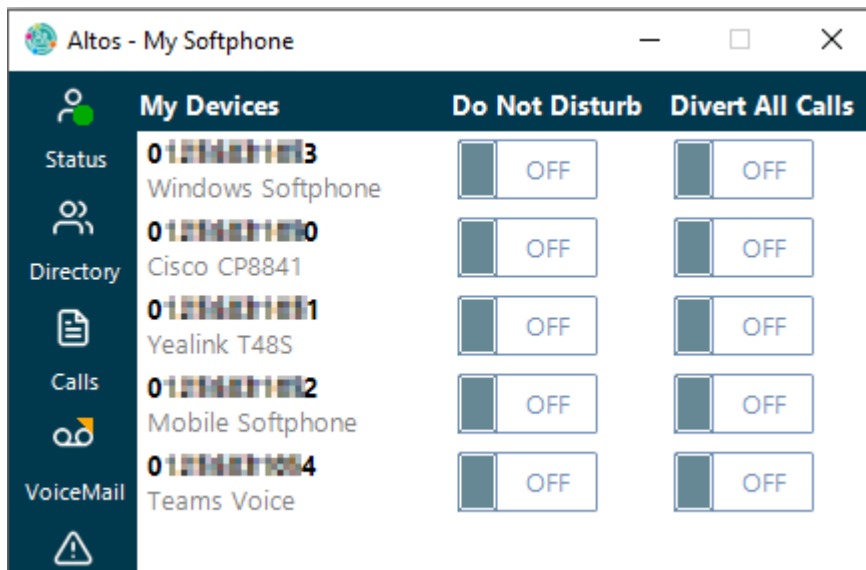 Altos - My Softphone
My Devices Do Not Disturb Divert All Calls
Status
Windows Softphone OFF OFF
Directory
Cisco CP8841 OFF OFF
Yealink T48S OFF OFF
Calls
Mobile Softphone OFF OFF
VoiceMail
Teams Voice OFF OFF